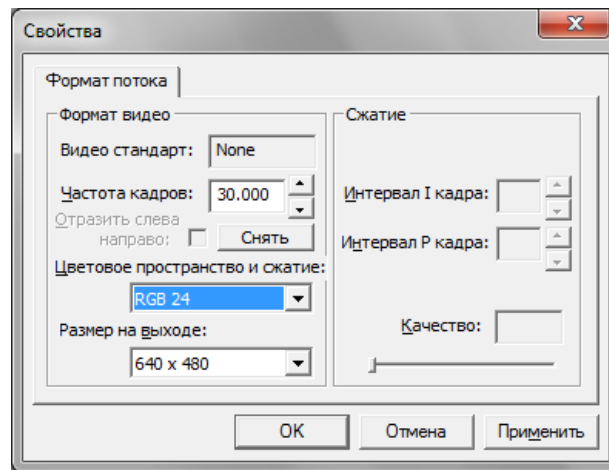 Свойства
Формат потока
Формат видео
Видео стандарт: None
Частота кадров: 30.000
Отразить слева
направо: Снять
Цветовое пространство и сжатие:
RGB 24
Размер на выходе:
640 x 480
Сжатие
Интервал I кадра:
Интервал P кадра:
Качество:
OK Отмена Применить